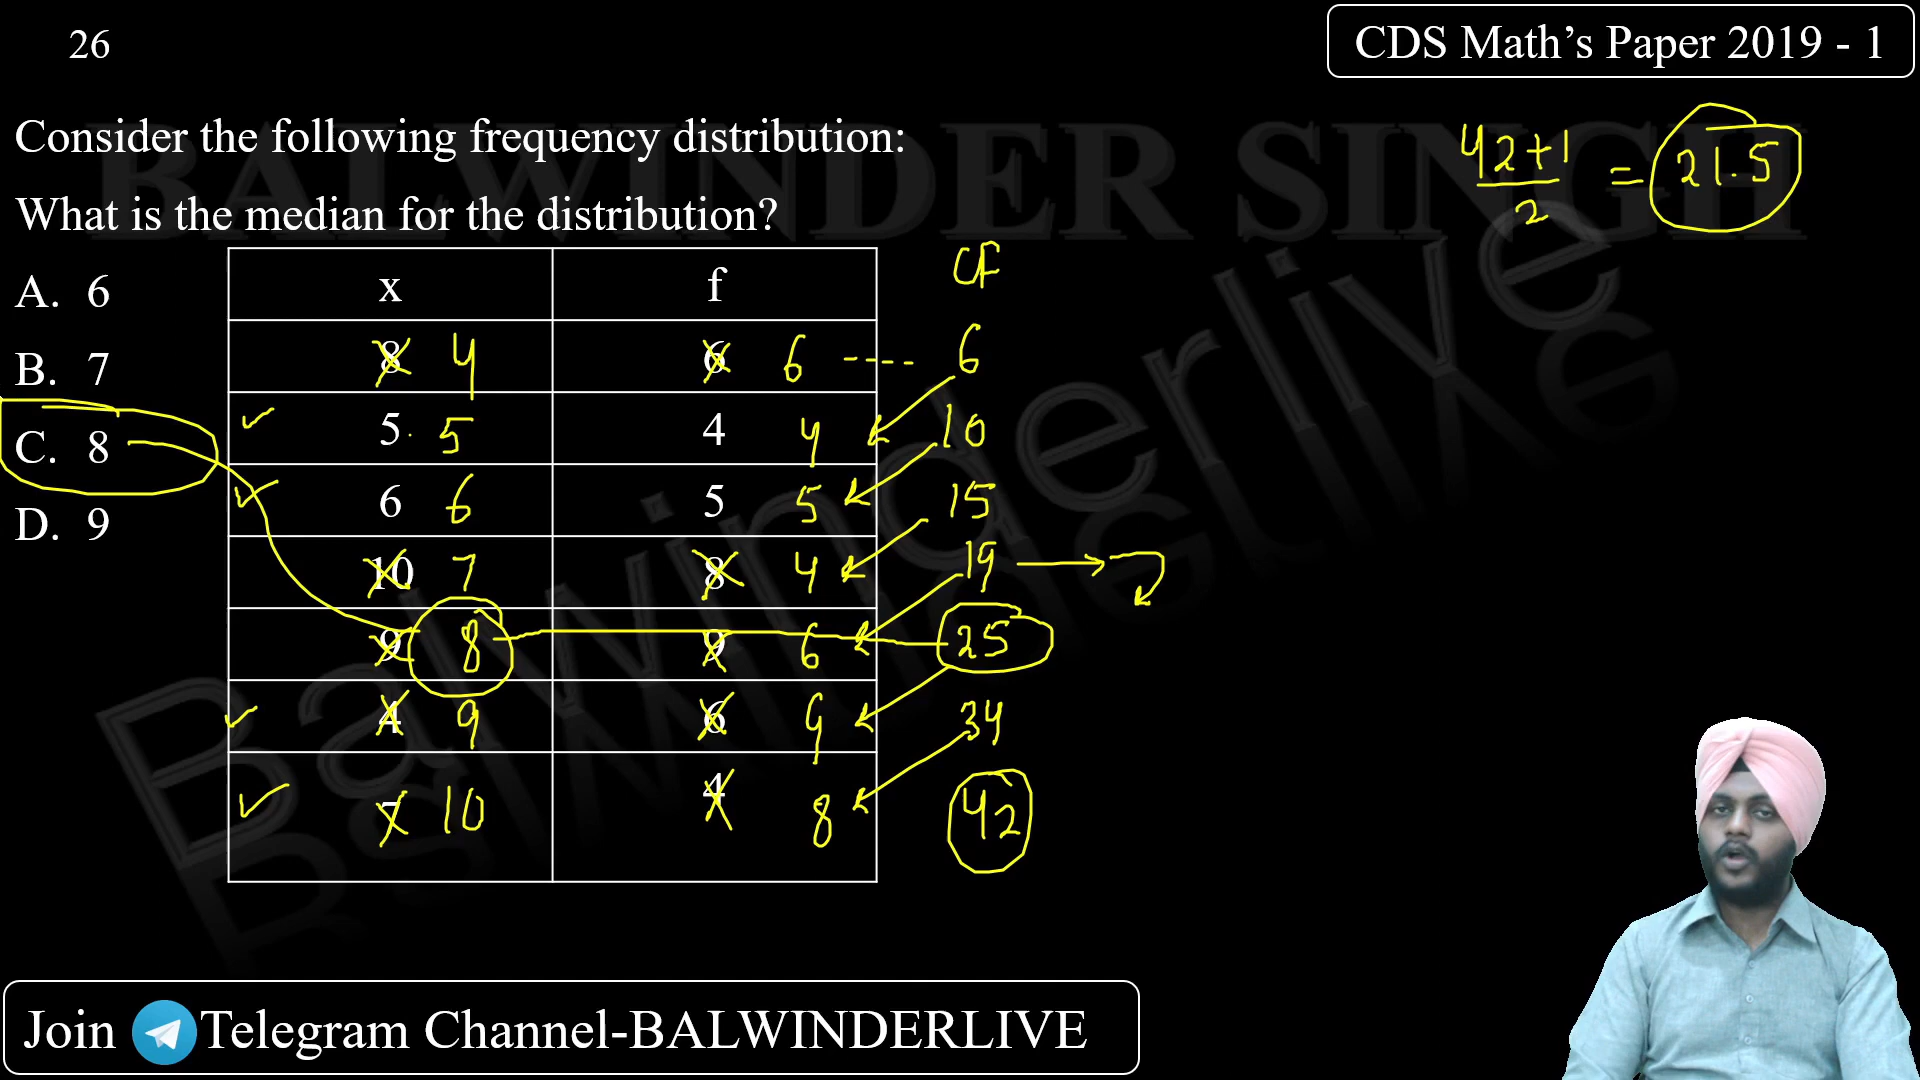 26
CDS Math's Paper 2019 - 1
Consider the following frequency distribution:
What is the median for the distribution?
42+1
2
= 21.5
A. 6
B. 7
C. 8
D. 9
x f CF
8 4 6 6 ---- 6
5. 5 4 4 10
6 6 5 5 15
10 7 8 4 19
9 8 9 6 25
4 9 6 9 34
7 10 4 8 42
BALWINDER SINGH
Balwinderlive
Balwinderlive
Join Telegram Channel-BALWINDERLIVE